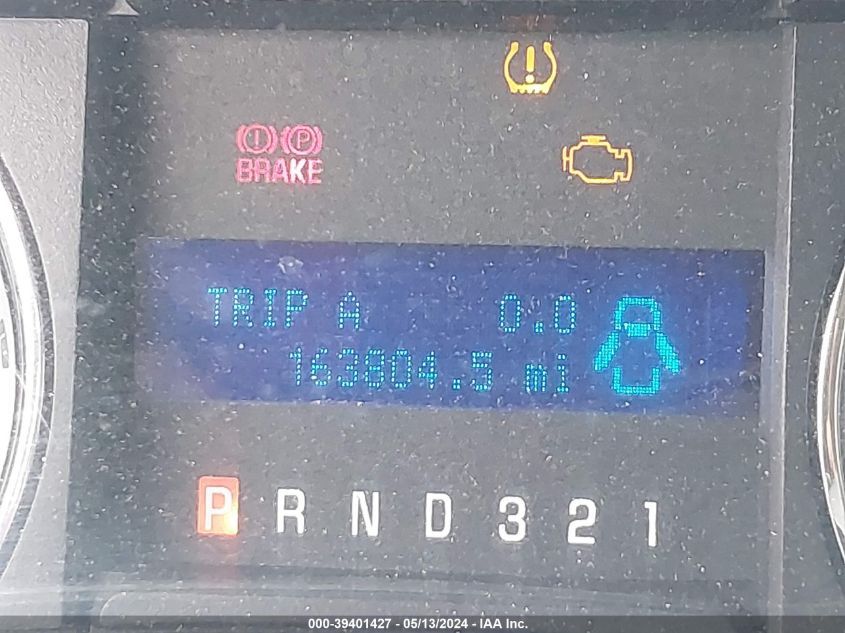 BRAKE
TRIP A 0.0
163804.5 mi
P R N D 3 2 1
000-39401427 - 05/13/2024 - IAA Inc.